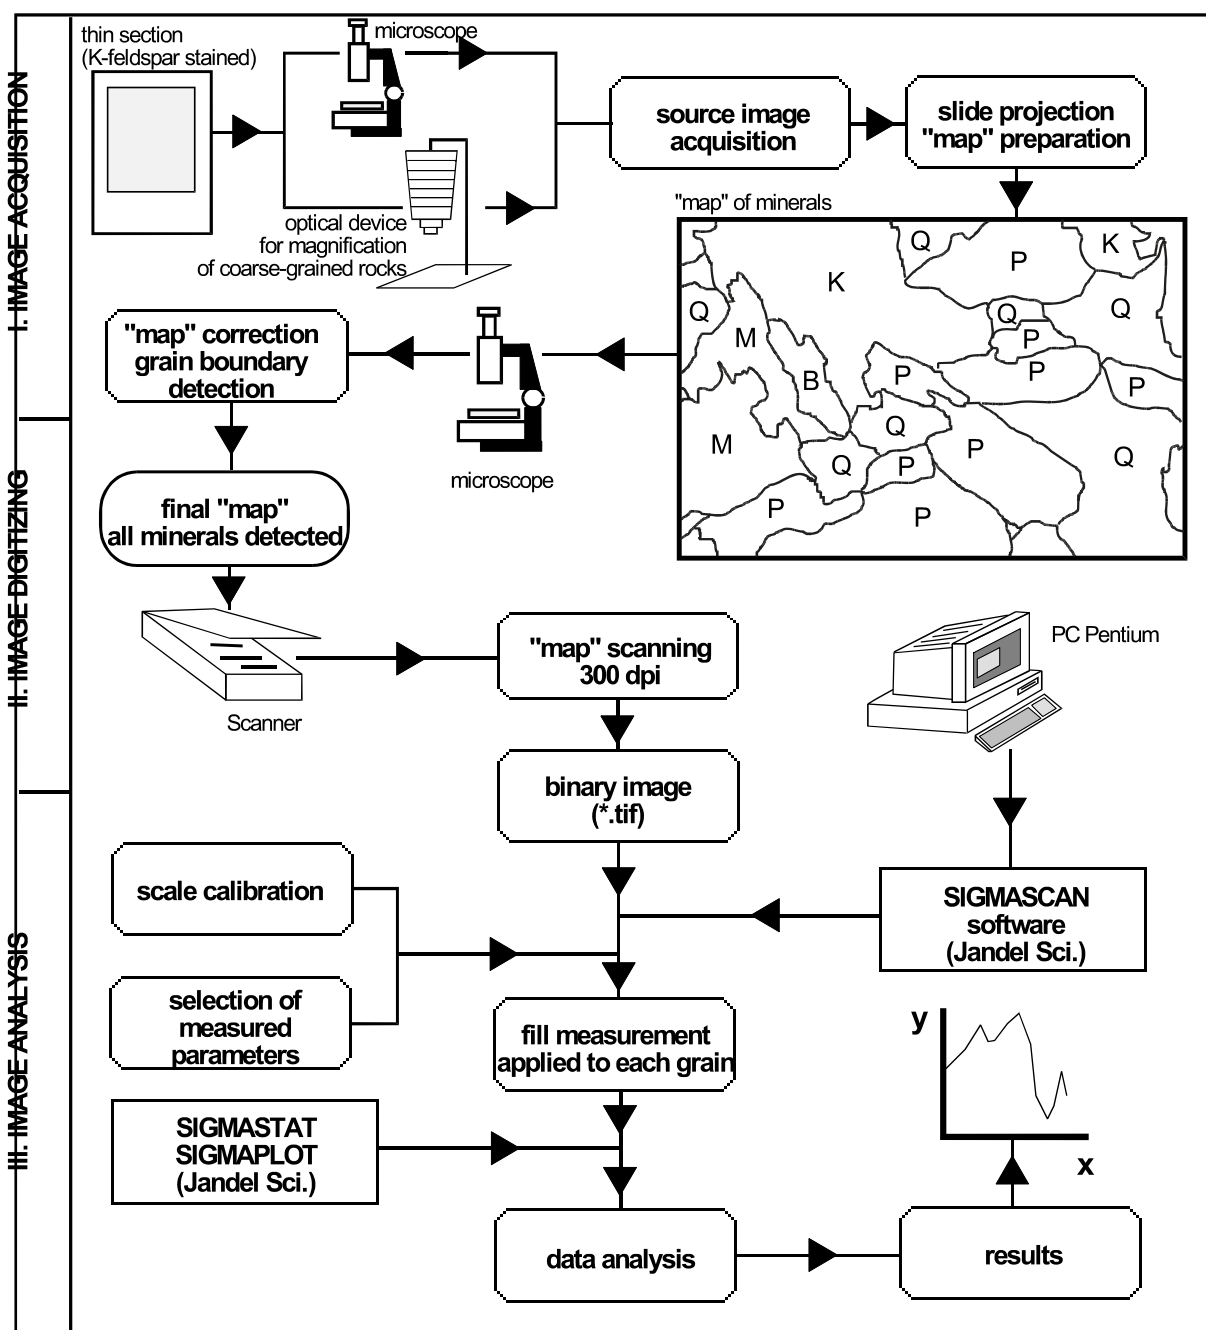 I. IMAGE ACQUISITION
thin section
(K-feldspar stained)
microscope
optical device
for magnification
of coarse-grained rocks
source image
acquisition
slide projection
"map" preparation
"map" of minerals
Q
P
K
K
Q
Q
Q
M
P
P
B
P
P
M
Q
P
Q
Q
P
P
P
"map" correction
grain boundary
detection
microscope
II. IMAGE DIGITIZING
final "map"
all minerals detected
Scanner
"map" scanning
300 dpi
PC Pentium
binary image
(*.tif)
III. IMAGE ANALYSIS
scale calibration
SIGMASCAN
software
(Jandel Sci.)
selection of
measured
parameters
fill measurement
applied to each grain
y
x
SIGMASTAT
SIGMAPLOT
(Jandel Sci.)
data analysis
results